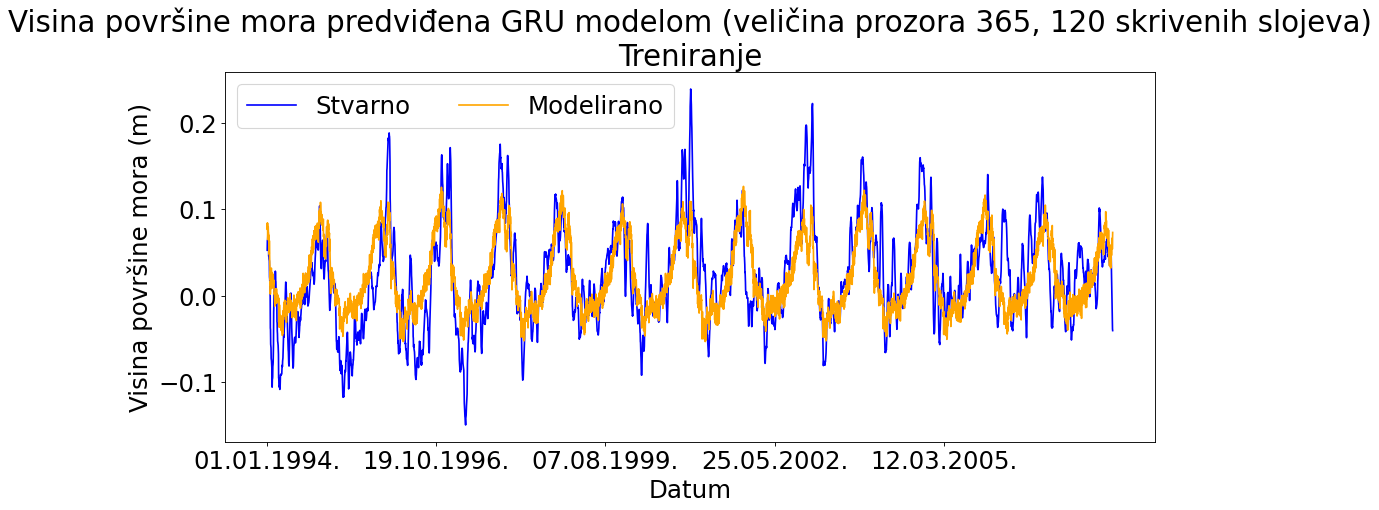 Visina površine mora predviđena GRU modelom (veličina prozora 365, 120 skrivenih slojeva)
Treniranje
Stvarno
Modelirano
Visina površine mora (m)
0.2
0.1
0.0
−0.1
01.01.1994.
19.10.1996.
07.08.1999.
25.05.2002.
12.03.2005.
Datum